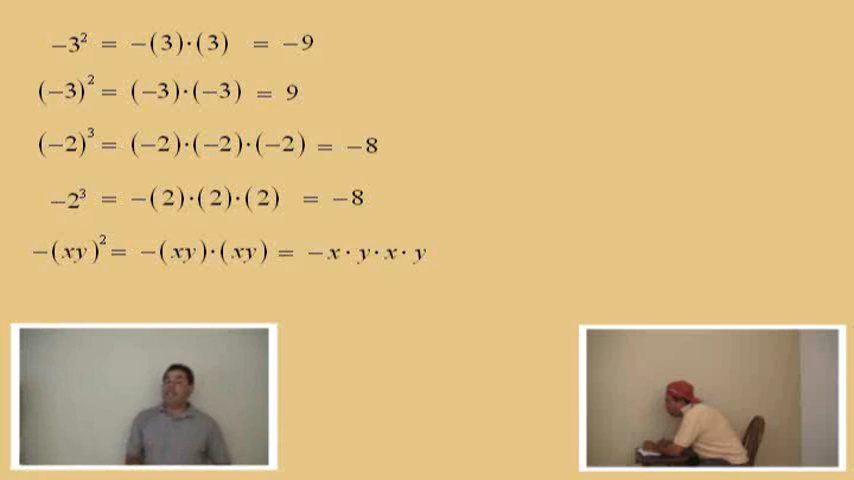 −3² = −(3)·(3) = −9
(−3)² = (−3)·(−3) = 9
(−2)³ = (−2)·(−2)·(−2) = −8
−2³ = −(2)·(2)·(2) = −8
−(xy)² = −(xy)·(xy) = −x·y·x·y